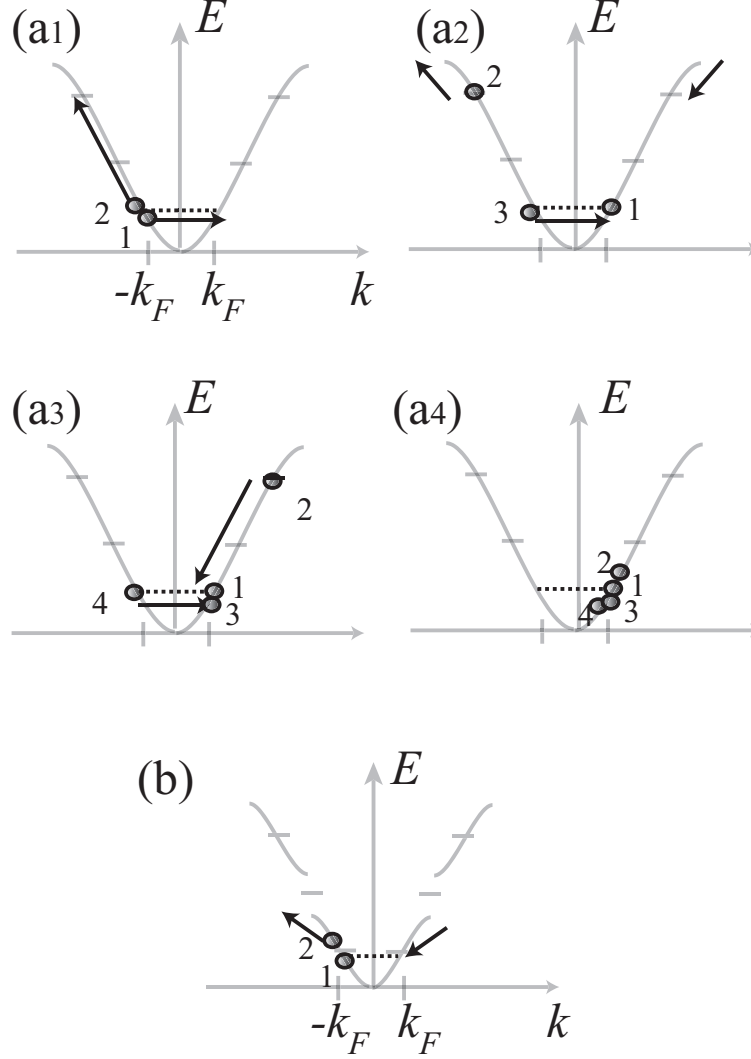 (a1) E (a2) E
2 2
1 3 1
-k_F k_F k k
(a3) E (a4) E
2 2
4 1 1
3 4 3
(b) E
2
1
-k_F k_F k